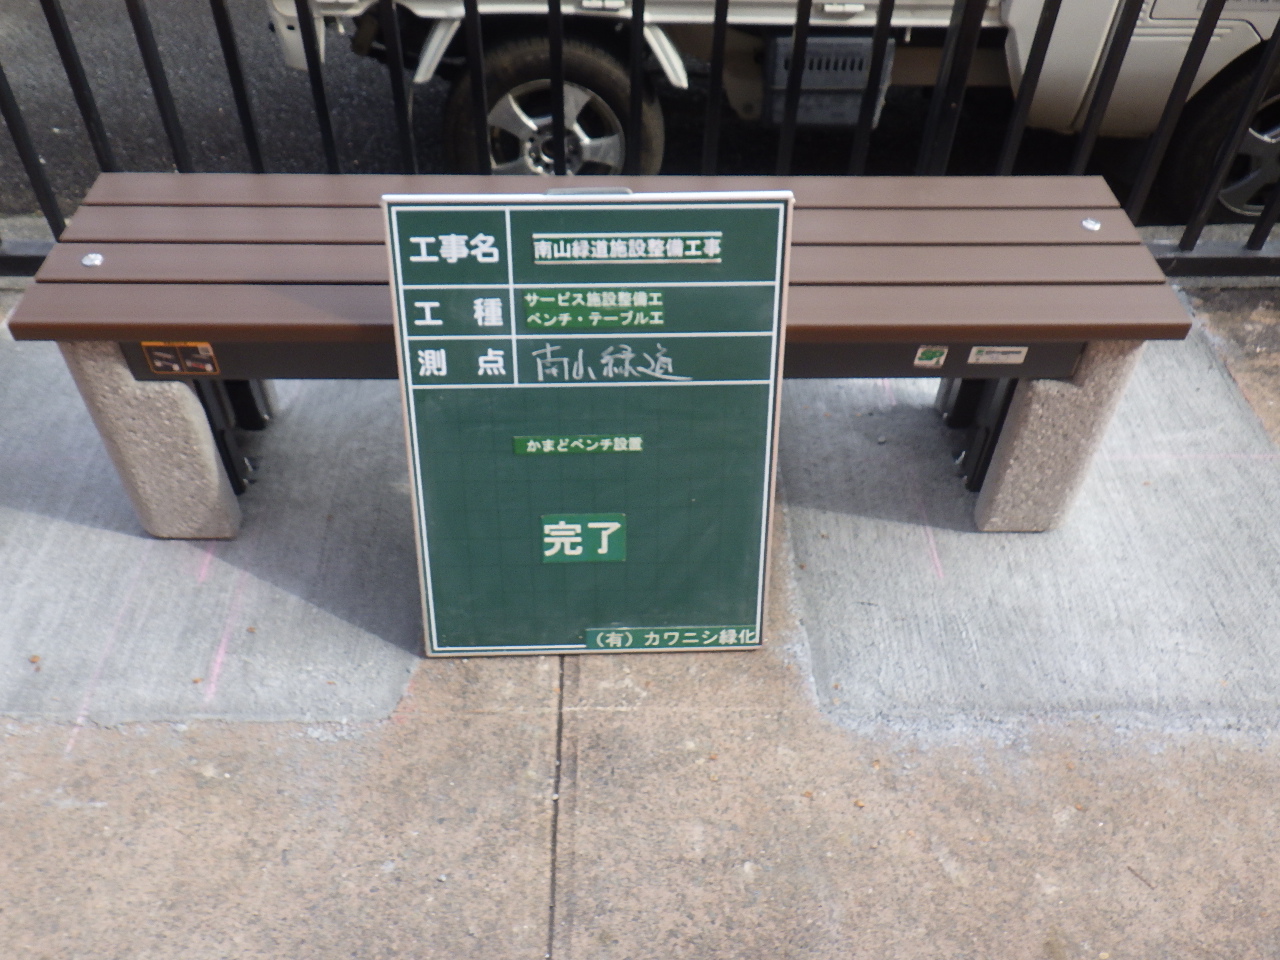 工事名 南山緑道施設整備工事
工種 サービス施設整備工
ベンチ・テーブル工
測点 南山緑道
かまどベンチ設置
完了
(有)カワニシ緑化